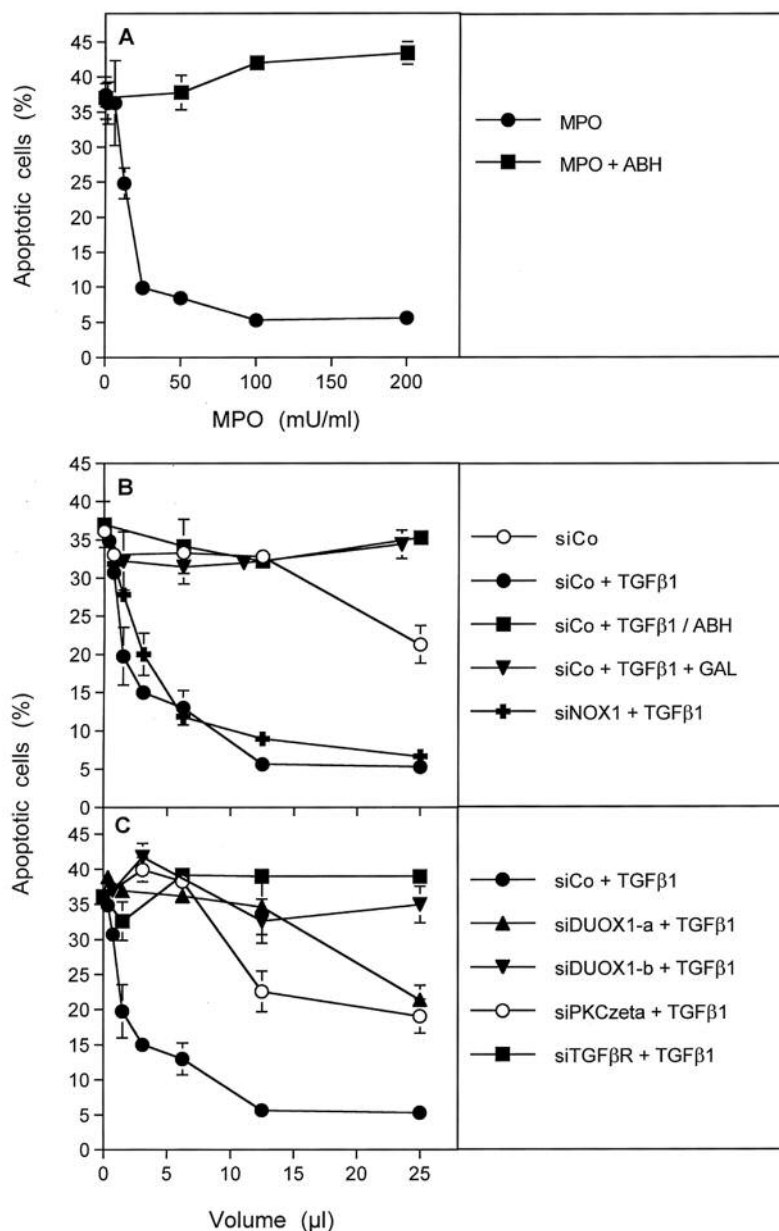 A
45
40
35
30
25
20
15
10
5
0
0 50 100 150 200
Apoptotic cells (%)
MPO (mU/ml)
MPO
MPO + ABH
B
45
40
35
30
25
20
15
10
5
0
siCo
siCo + TGFβ1
siCo + TGFβ1 / ABH
siCo + TGFβ1 + GAL
siNOX1 + TGFβ1
Apoptotic cells (%)
C
45
40
35
30
25
20
15
10
5
0
0 5 10 15 20 25
Volume (µl)
siCo + TGFβ1
siDUOX1-a + TGFβ1
siDUOX1-b + TGFβ1
siPKCzeta + TGFβ1
siTGFβR + TGFβ1